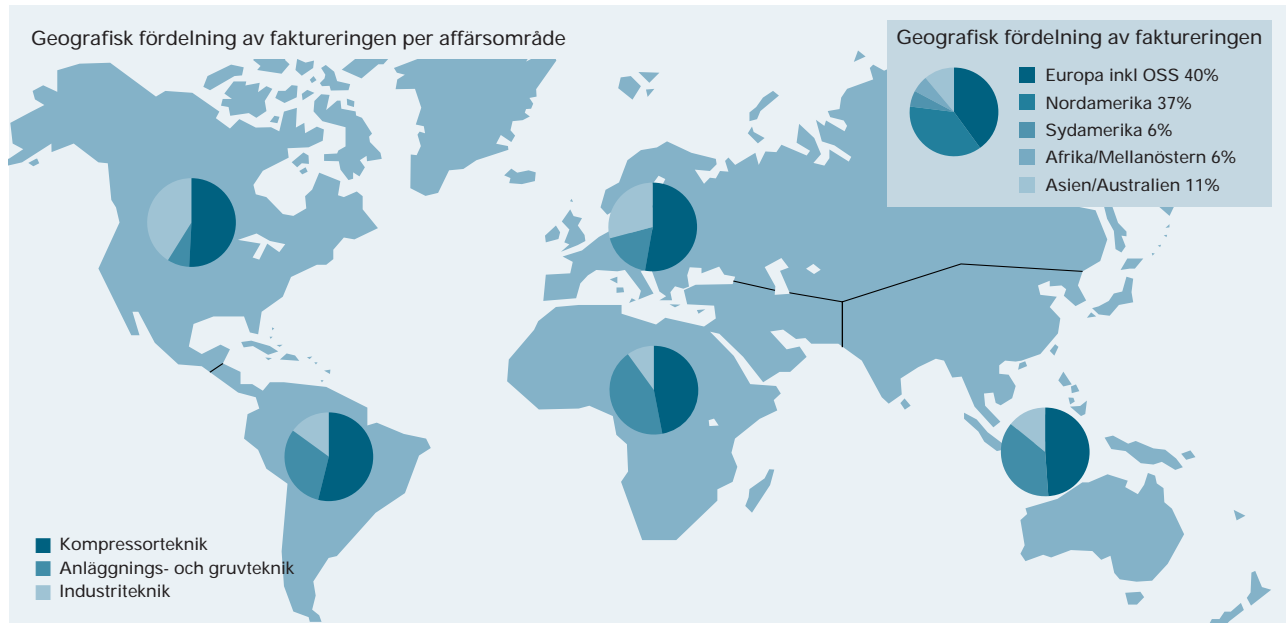 Geografisk fördelning av faktureringen per affärsområde
Geografisk fördelning av faktureringen
Europa inkl OSS 40%
Nordamerika 37%
Sydamerika 6%
Afrika/Mellanöstern 6%
Asien/Australien 11%
Kompressorteknik
Anläggnings- och gruvteknik
Industriteknik